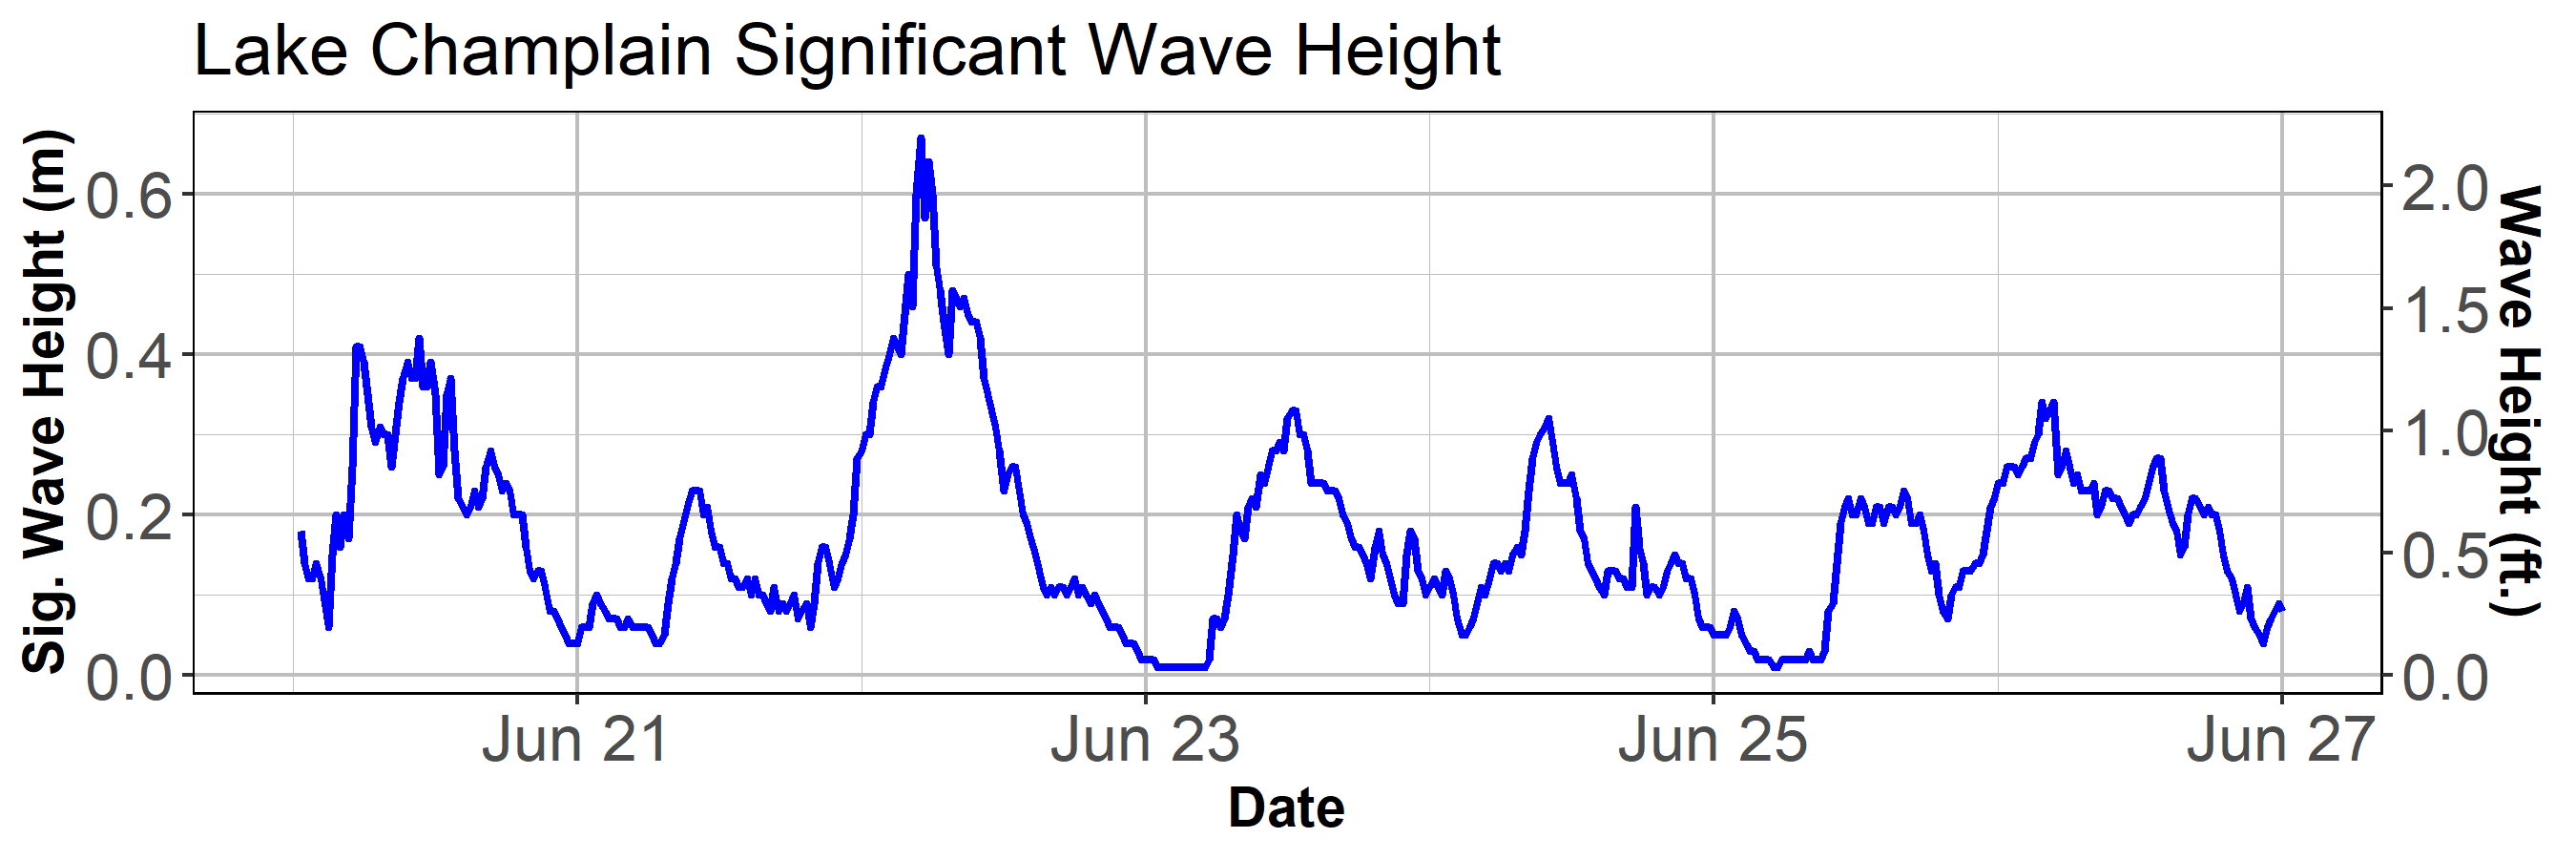 Lake Champlain Significant Wave Height
Sig. Wave Height (m)
0.6
0.4
0.2
0.0
2.0
1.5
1.0
0.5
0.0
Wave Height (ft.)
Jun 21
Jun 23
Jun 25
Jun 27
Date